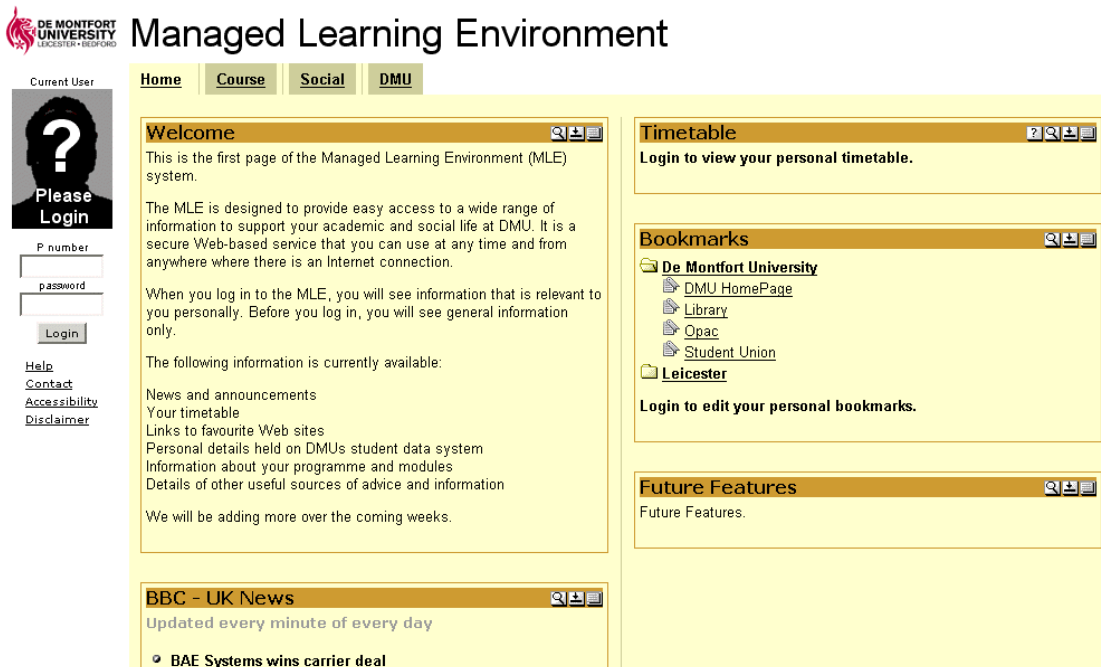 DE MONTFORT
UNIVERSITY
LEICESTER • BEDFORD
Managed Learning Environment
Current User
?
Please
Login
P number
password
Login
Help
Contact
Accessibility
Disclaimer
Home
Course
Social
DMU
Welcome
This is the first page of the Managed Learning Environment (MLE)
system.
The MLE is designed to provide easy access to a wide range of
information to support your academic and social life at DMU. It is a
secure Web-based service that you can use at any time and from
anywhere where there is an Internet connection.
When you log in to the MLE, you will see information that is relevant to
you personally. Before you log in, you will see general information
only.
The following information is currently available:
News and announcements
Your timetable
Links to favourite Web sites
Personal details held on DMUs student data system
Information about your programme and modules
Details of other useful sources of advice and information
We will be adding more over the coming weeks.
BBC - UK News
Updated every minute of every day
BAE Systems wins carrier deal
Timetable
?
Login to view your personal timetable.
Bookmarks
De Montfort University
DMU HomePage
Library
Opac
Student Union
Leicester
Login to edit your personal bookmarks.
Future Features
Future Features.